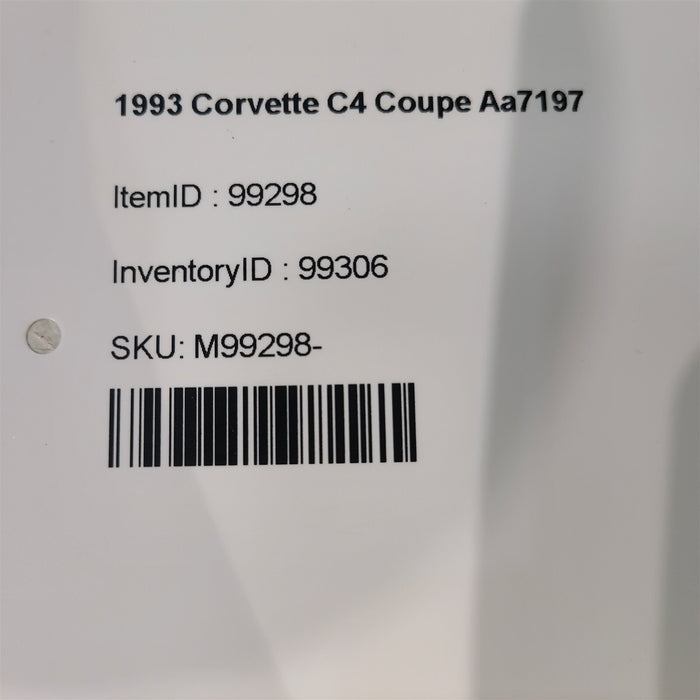 1993 Corvette C4 Coupe Aa7197
ItemID : 99298
InventoryID : 99306
SKU: M99298-